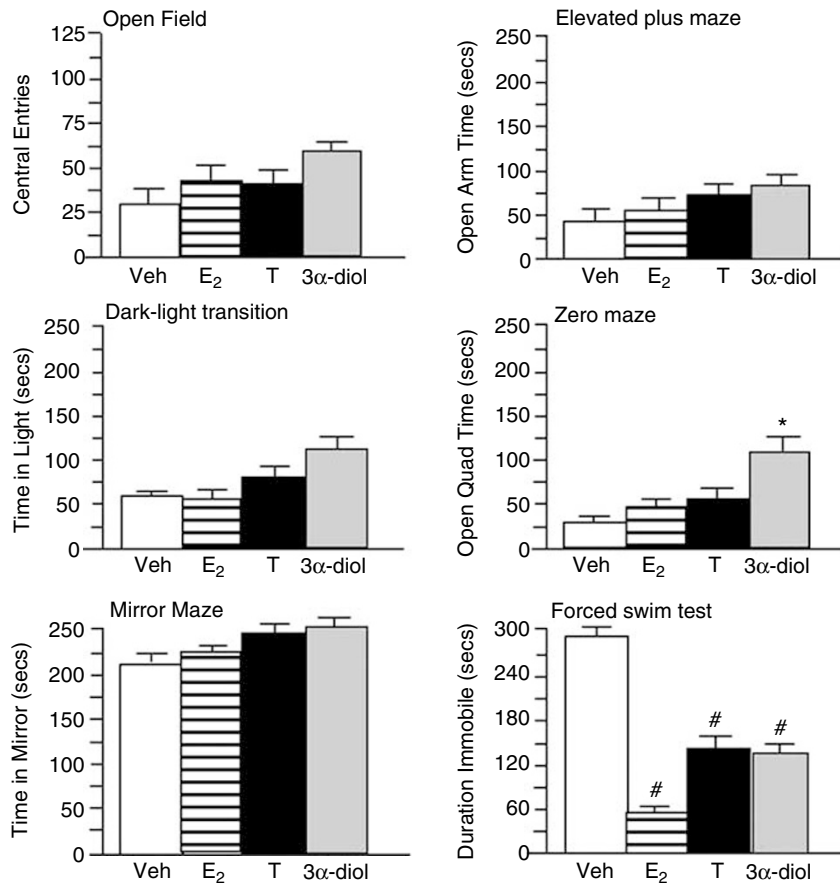 Open Field
Central Entries
125
100
75
50
25
0
Veh E₂ T 3α-diol
Elevated plus maze
Open Arm Time (secs)
250
200
150
100
50
0
Veh E₂ T 3α-diol
Dark-light transition
Time in Light (secs)
250
200
150
100
50
0
Veh E₂ T 3α-diol
Zero maze
Open Quad Time (secs)
250
200
150
100
50
0
*
Veh E₂ T 3α-diol
Mirror Maze
Time in Mirror (secs)
250
200
150
100
50
0
Veh E₂ T 3α-diol
Forced swim test
Duration Immobile (secs)
300
240
180
120
60
0
# # #
Veh E₂ T 3α-diol